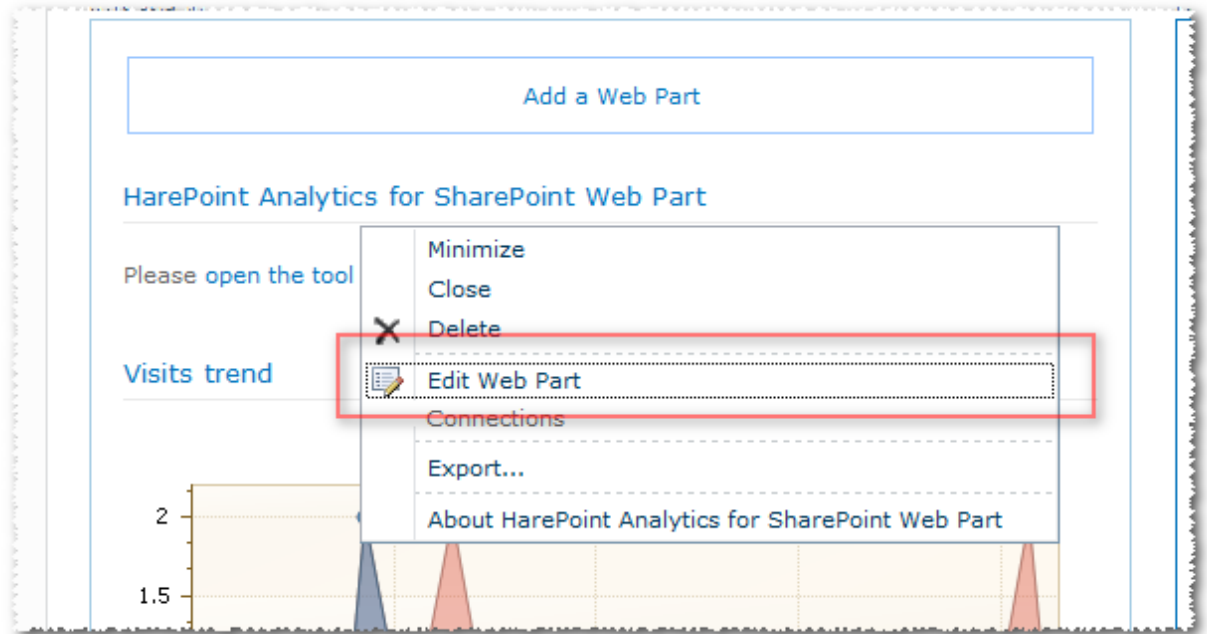 Add a Web Part
HarePoint Analytics for SharePoint Web Part
Please open the tool
Minimize
Close
Delete
Edit Web Part
Connections
Export...
About HarePoint Analytics for SharePoint Web Part
Visits trend
2
1.5